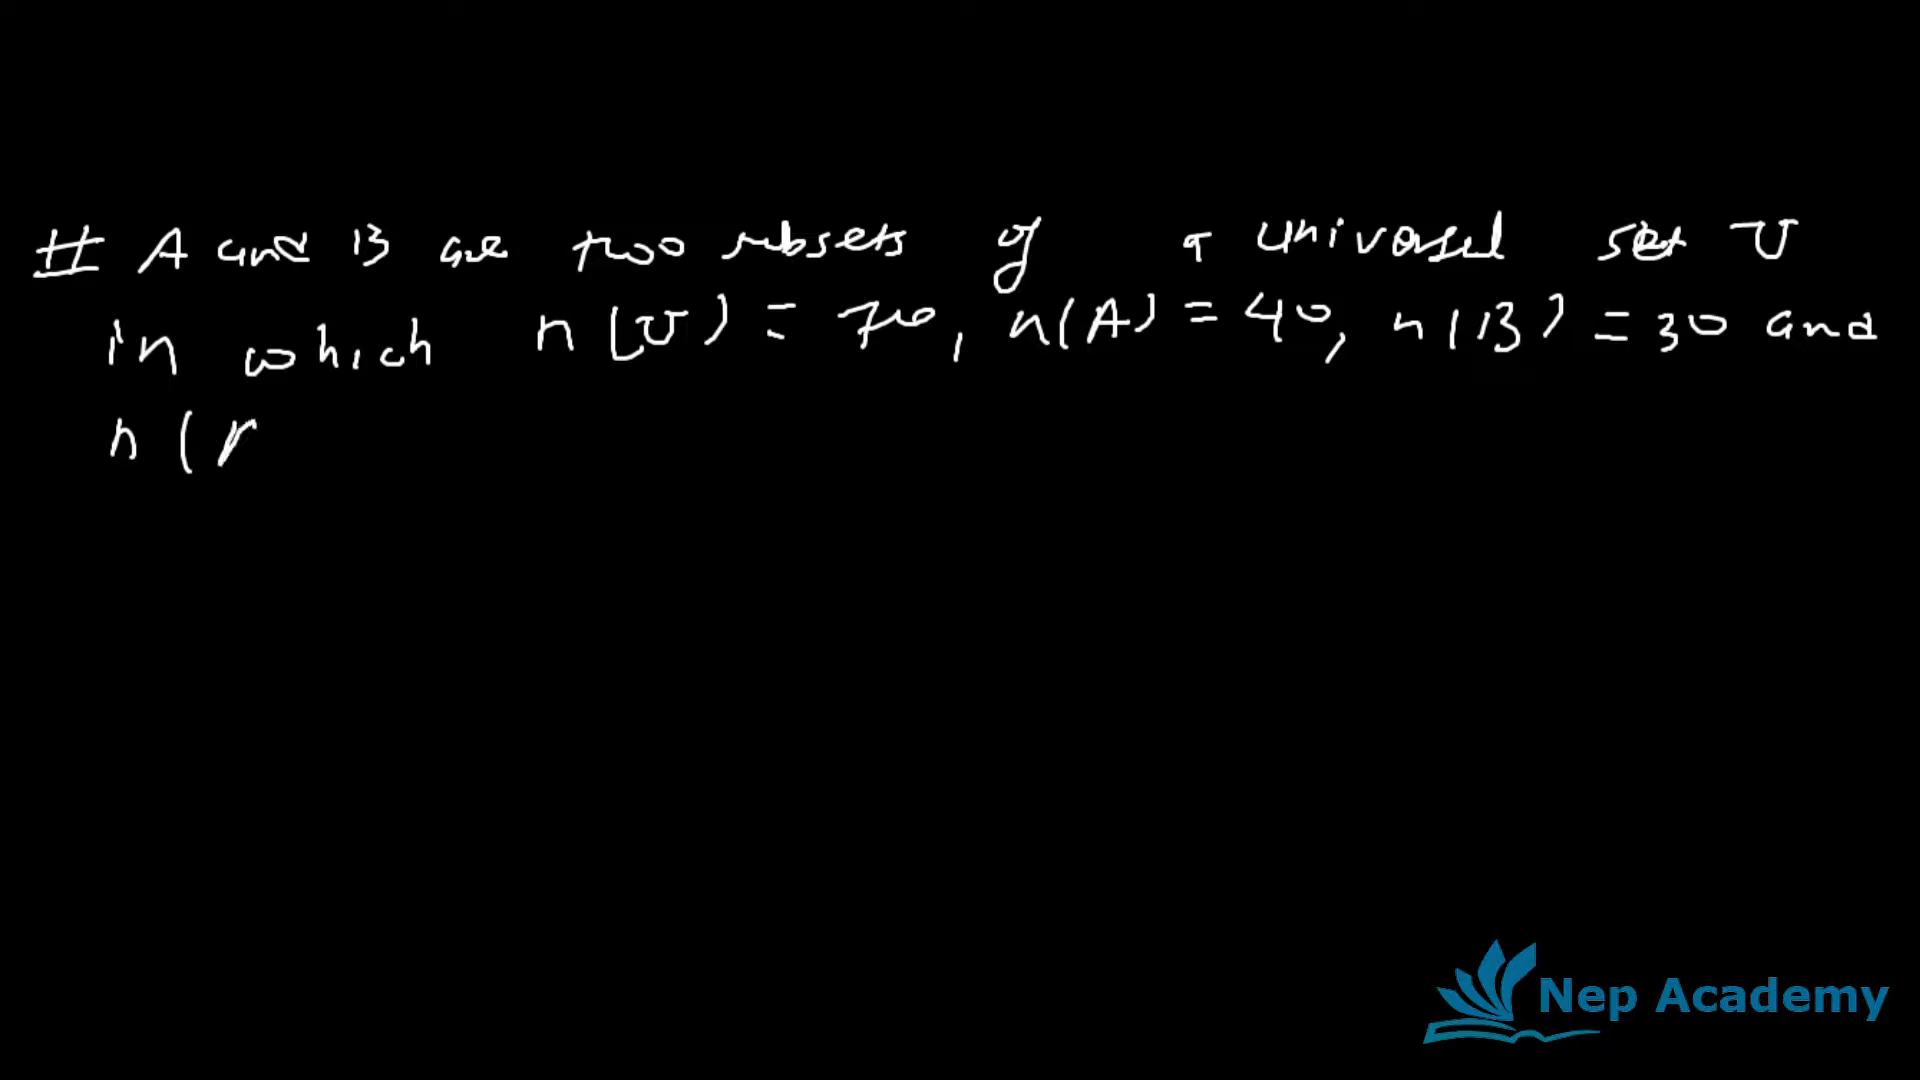 # A and B are two subsets of a universal set U
in which n(U) = 70, n(A) = 40, n(B) = 30 and
n(
Nep Academy